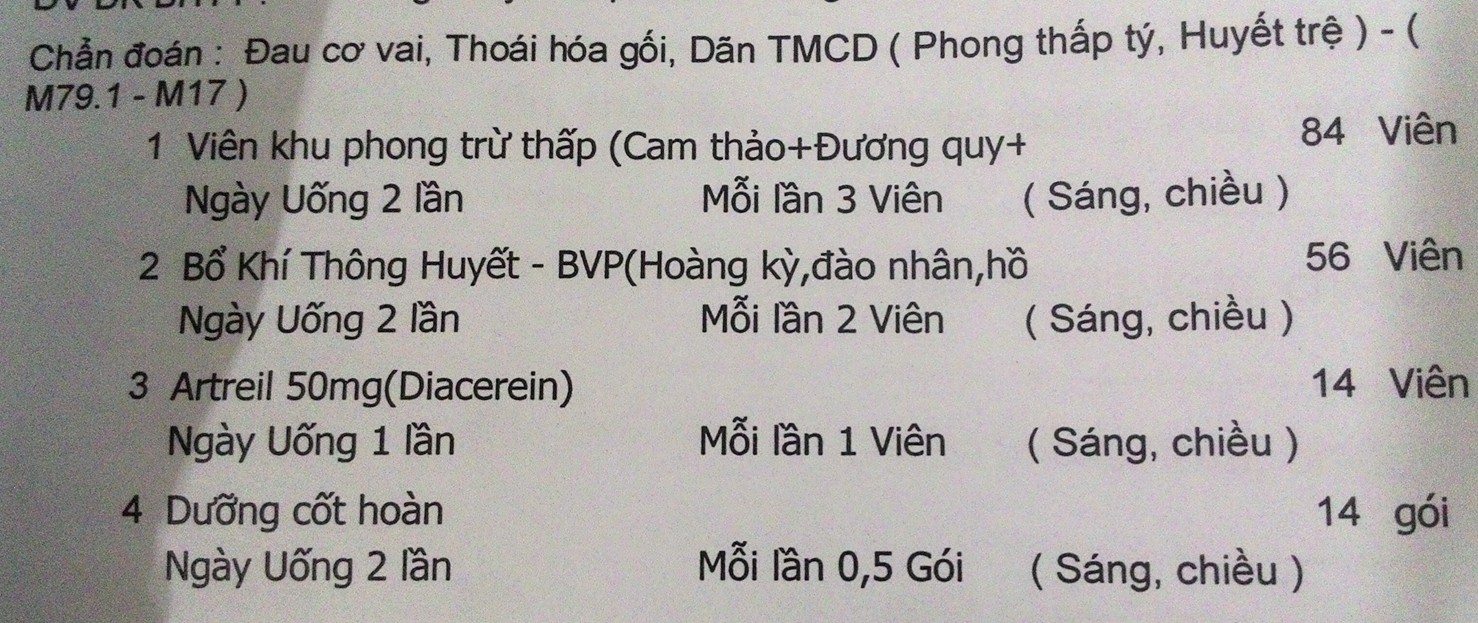 Chẩn đoán : Đau cơ vai, Thoái hóa gối, Dãn TMCD ( Phong thấp tý, Huyết trệ ) - (
M79.1 - M17 )
1 Viên khu phong trừ thấp (Cam thảo+Đương quy+ 84 Viên
Ngày Uống 2 lần Mỗi lần 3 Viên ( Sáng, chiều )
2 Bổ Khí Thông Huyết - BVP(Hoàng kỳ,đào nhân,hồ 56 Viên
Ngày Uống 2 lần Mỗi lần 2 Viên ( Sáng, chiều )
3 Artreil 50mg(Diacerein) 14 Viên
Ngày Uống 1 lần Mỗi lần 1 Viên ( Sáng, chiều )
4 Dưỡng cốt hoàn 14 gói
Ngày Uống 2 lần Mỗi lần 0,5 Gói ( Sáng, chiều )